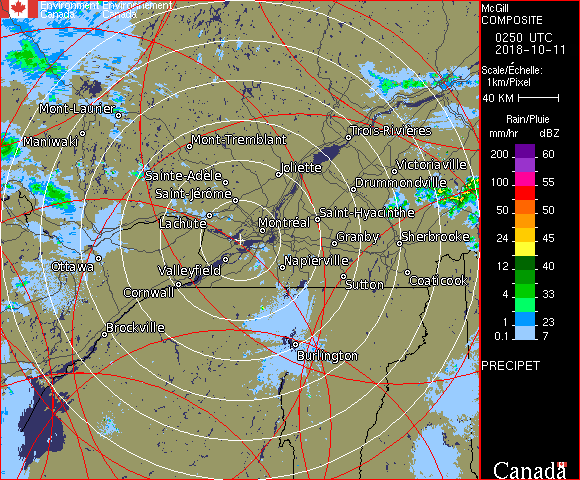 Environment Environnement
Canada Canada
McGill
COMPOSITE
0250 UTC
2018-10-11
Scale/Échelle:
1km/Pixel
40 KM
Rain/Pluie
mm/hr dBZ
200 60
100 55
50 50
24 45
12 40
4 33
1 23
0.1 7
PRECIPET
Canada
Mont-Laurier
Maniwaki
Mont-Tremblant
Trois-Rivières
Sainte-Adèle
Joliette
Victoriaville
Saint-Jérôme
Drummondville
Lachute
Montréal
Saint-Hyacinthe
Granby
Sherbrooke
Ottawa
Valleyfield
Napierville
Cornwall
Sutton
Coaticook
Brockville
Burlington